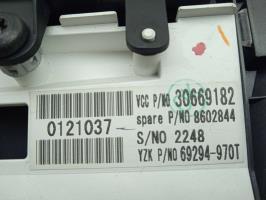 VCC P/NO 30669182
0121037
spare P/NO 8602844
S/NO 2248
YZK P/NO 69294-970T